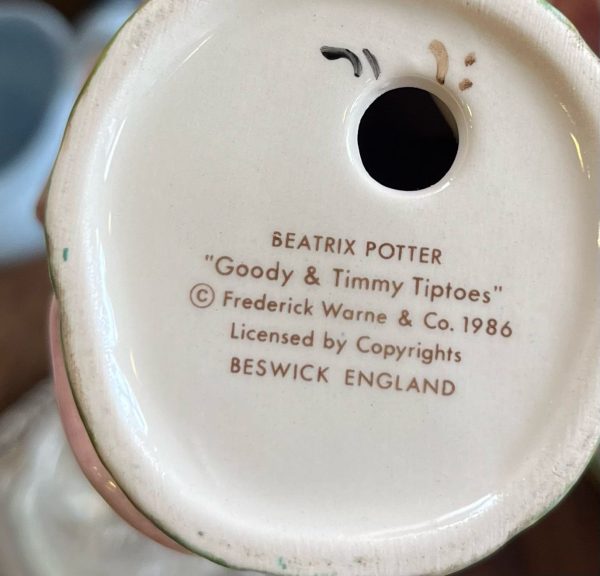 BEATRIX POTTER
"Goody & Timmy Tiptoes"
© Frederick Warne & Co. 1986
Licensed by Copyrights
BESWICK ENGLAND